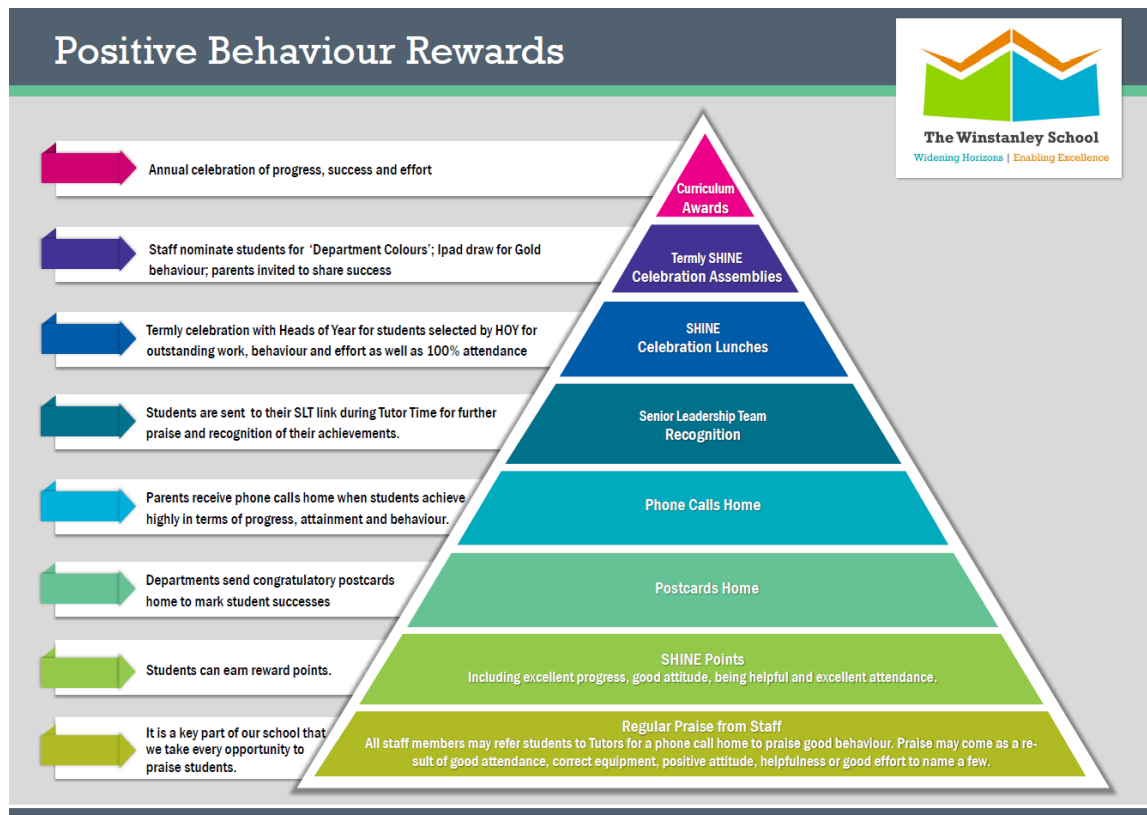 Positive Behaviour Rewards
The Winstanley School
Widening Horizons | Enabling Excellence
Annual celebration of progress, success and effort
Curriculum
Awards
Staff nominate students for ‘Department Colours’; Ipad draw for Gold
behaviour; parents invited to share success
Termly SHINE
Celebration Assemblies
Termly celebration with Heads of Year for students selected by HOY for
outstanding work, behaviour and effort as well as 100% attendance
SHINE
Celebration Lunches
Students are sent to their SLT link during Tutor Time for further
praise and recognition of their achievements.
Senior Leadership Team
Recognition
Parents receive phone calls home when students achieve
highly in terms of progress, attainment and behaviour.
Phone Calls Home
Departments send congratulatory postcards
home to mark student successes
Postcards Home
Students can earn reward points.
SHINE Points
Including excellent progress, good attitude, being helpful and excellent attendance.
It is a key part of our school that
we take every opportunity to
praise students.
Regular Praise from Staff
All staff members may refer students to Tutors for a phone call home to praise good behaviour. Praise may come as a re-
sult of good attendance, correct equipment, positive attitude, helpfulness or good effort to name a few.